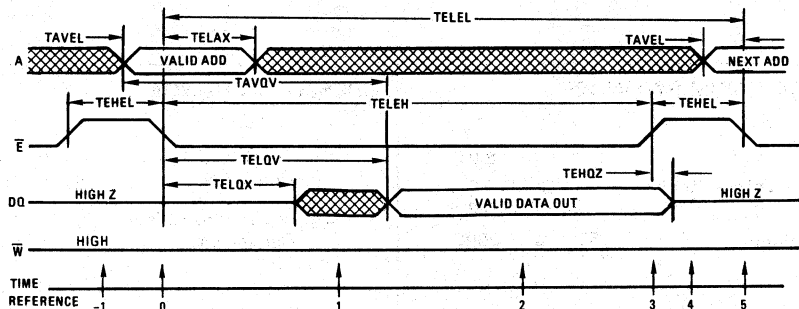 TELEL
TAVEL TELAX TAVEL
A VALID ADD NEXT ADD
TAVQV
TEHEL TELEH TEHEL
E
TELQV
TELQX TEHQZ
DQ HIGH Z VALID DATA OUT HIGH Z
HIGH
W
TIME
REFERENCE -1 0 1 2 3 4 5